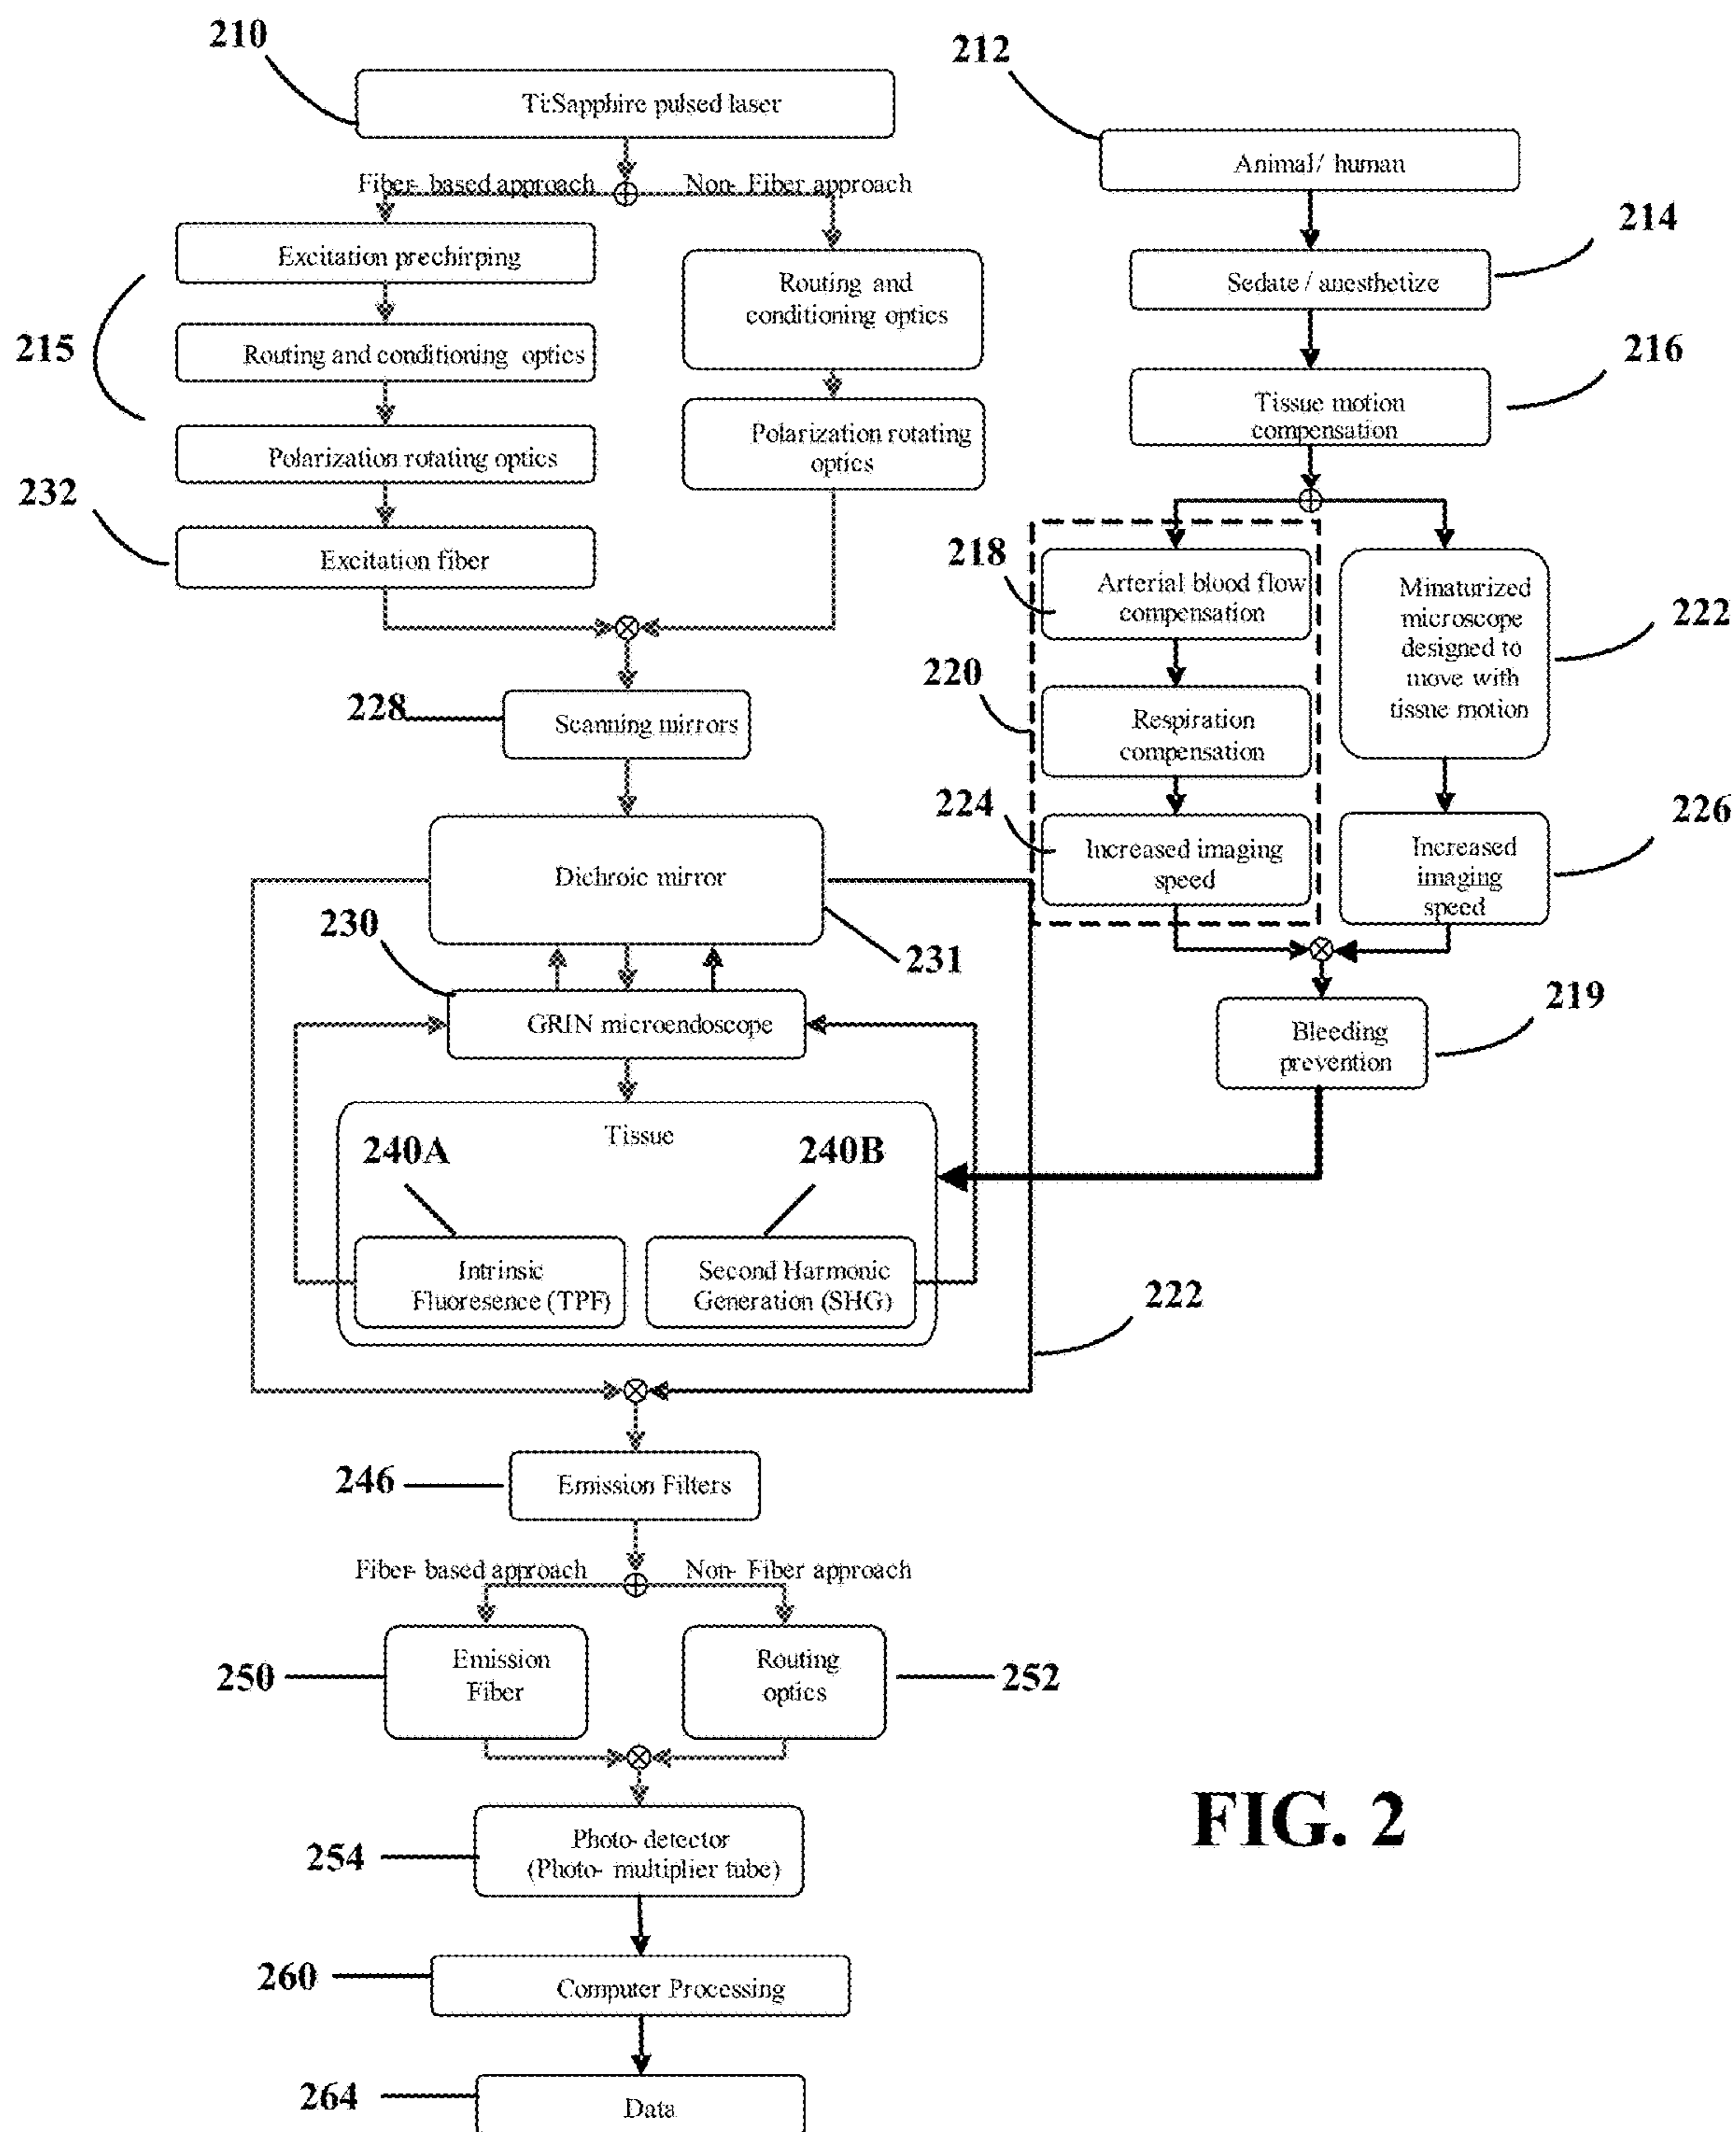 210
Ti:Sapphire pulsed laser
212
Animal / human
Fiber- based approach
Non- Fiber approach
214
Sedate / anesthetize
Excitation prechirping
Routing and
conditioning optics
215
Routing and conditioning optics
216
Tissue motion
compensation
Polarization rotating optics
Polarization rotating
optics
232
Excitation fiber
218
Arterial blood flow
compensation
Minaturized
microscope
designed to
move with
tissue motion
222
220
Respiration
compensation
228
Scanning mirrors
224
Increased imaging
speed
226
Increased
imaging
speed
Dichroic mirror
230
231
GRIN microendoscope
219
Bleeding
prevention
Tissue
240A
240B
Intrinsic
Fluoresence (TPF)
Second Harmonic
Generation (SHG)
222
246
Emission Filters
Fiber- based approach
Non- Fiber approach
250
Emission
Fiber
Routing
optics
252
254
Photo- detector
(Photo- multiplier tube)
FIG. 2
260
Computer Processing
264
Data